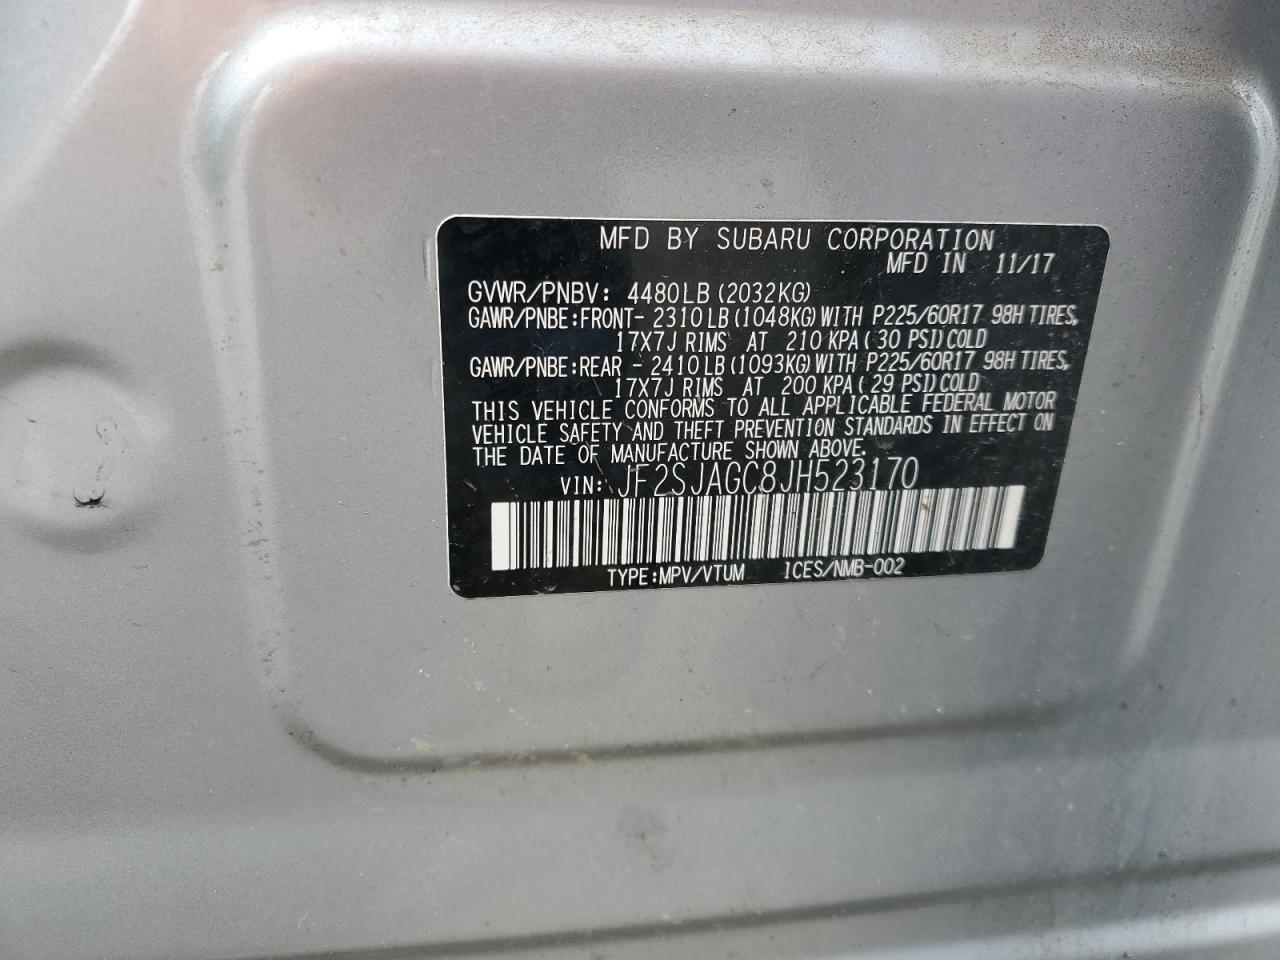 MFD BY SUBARU CORPORATION
MFD IN 11/17
GVWR/PNBV: 4480LB (2032KG)
GAWR/PNBE:FRONT- 2310LB (1048KG) WITH P225/60R17 98H TIRES,
17X7J RIMS AT 210 KPA ( 30 PSI) COLD
GAWR/PNBE:REAR - 2410LB (1093KG) WITH P225/60R17 98H TIRES,
17X7J RIMS AT 200 KPA ( 29 PSI) COLD
THIS VEHICLE CONFORMS TO ALL APPLICABLE FEDERAL MOTOR
VEHICLE SAFETY AND THEFT PREVENTION STANDARDS IN EFFECT ON
THE DATE OF MANUFACTURE SHOWN ABOVE.
VIN: JF2SJAGC8JH523170
TYPE:MPV/VTUM ICES/NMB-002